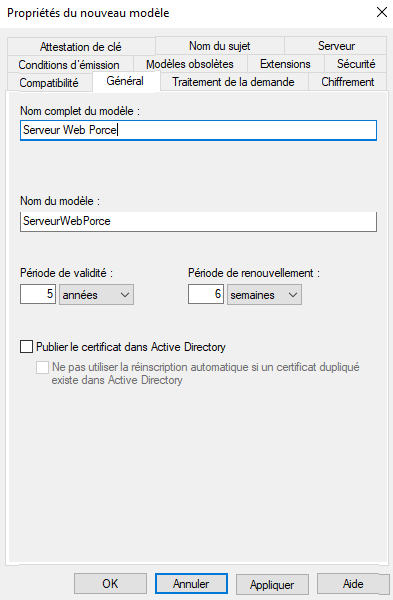 Propriétés du nouveau modèle
Attestation de clé
Nom du sujet
Serveur
Conditions d'émission
Modèles obsolètes
Extensions
Sécurité
Compatibilité
Général
Traitement de la demande
Chiffrement
Nom complet du modèle :
Serveur Web Porce
Nom du modèle :
ServeurWebPorce
Période de validité :
Période de renouvellement :
5 années
6 semaines
Publier le certificat dans Active Directory
Ne pas utiliser la réinscription automatique si un certificat dupliqué
existe dans Active Directory
OK
Annuler
Appliquer
Aide